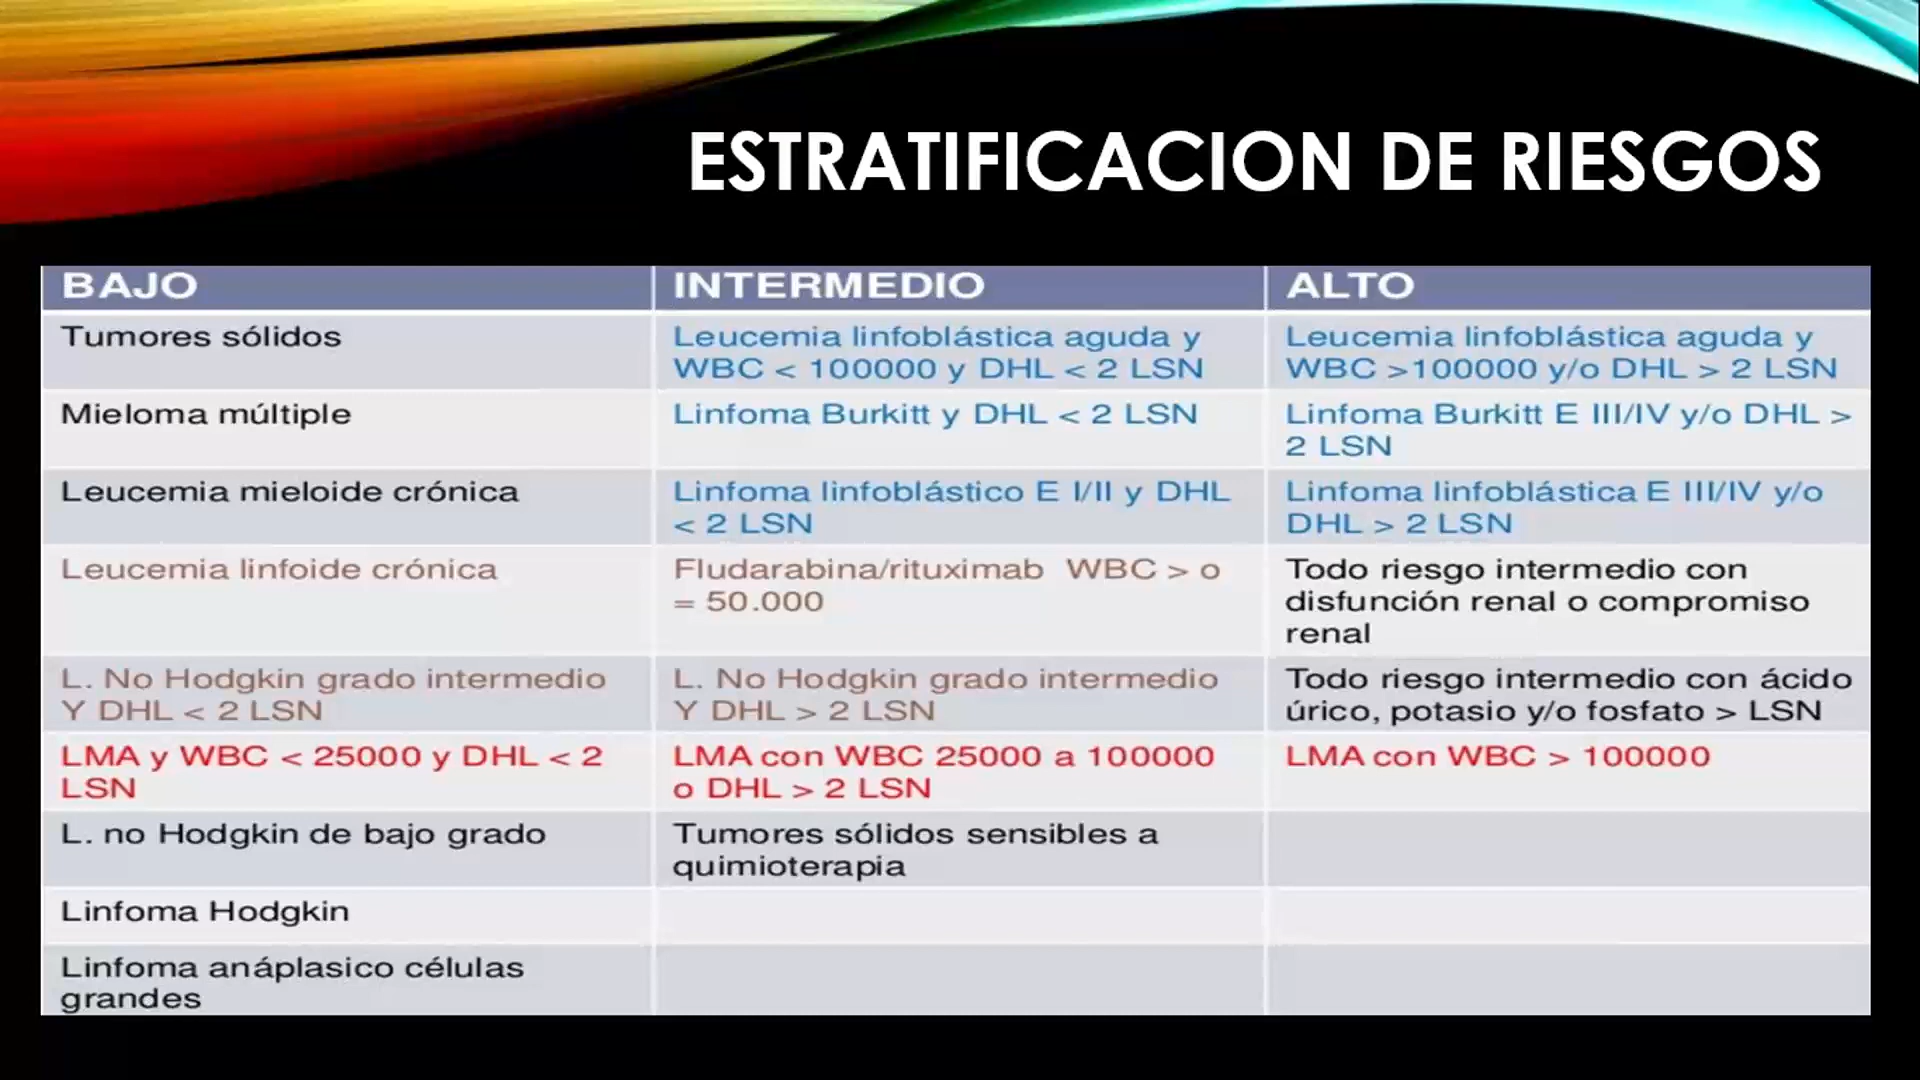 ESTRATIFICACION DE RIESGOS
BAJO
INTERMEDIO
ALTO
Tumores sólidos
Leucemia linfoblástica aguda y
WBC < 100000 y DHL < 2 LSN
Leucemia linfoblástica aguda y
WBC >100000 y/o DHL > 2 LSN
Mieloma múltiple
Linfoma Burkitt y DHL < 2 LSN
Linfoma Burkitt E III/IV y/o DHL >
2 LSN
Leucemia mieloide crónica
Linfoma linfoblástico E I/II y DHL
< 2 LSN
Linfoma linfoblástica E III/IV y/o
DHL > 2 LSN
Leucemia linfoide crónica
Fludarabina/rituximab WBC > o
= 50.000
Todo riesgo intermedio con
disfunción renal o compromiso
renal
L. No Hodgkin grado intermedio
Y DHL < 2 LSN
L. No Hodgkin grado intermedio
Y DHL > 2 LSN
Todo riesgo intermedio con ácido
úrico, potasio y/o fosfato > LSN
LMA y WBC < 25000 y DHL < 2
LSN
LMA con WBC 25000 a 100000
o DHL > 2 LSN
LMA con WBC > 100000
L. no Hodgkin de bajo grado
Tumores sólidos sensibles a
quimioterapia
Linfoma Hodgkin
Linfoma anáplasico células
grandes